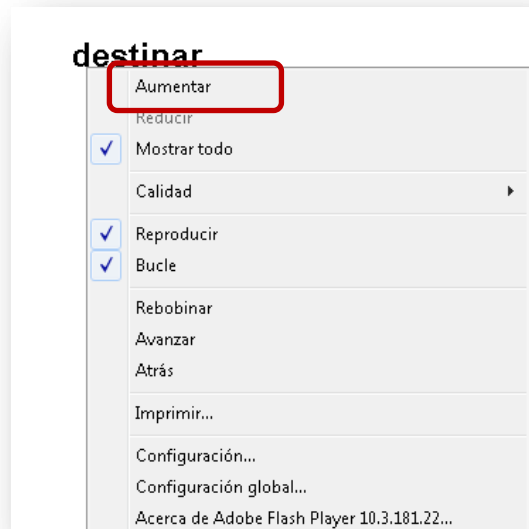 destinar
Aumentar
Reducir
Mostrar todo
Calidad
Reproducir
Bucle
Rebobinar
Avanzar
Atrás
Imprimir...
Configuración...
Configuración global...
Acerca de Adobe Flash Player 10.3.181.22...